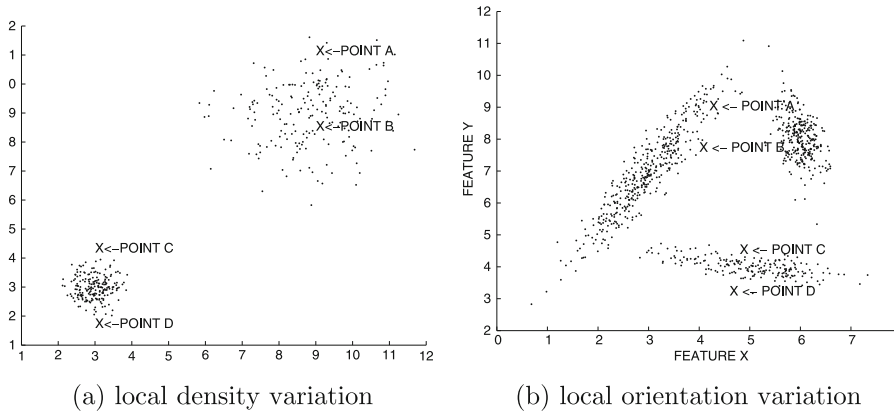 2
1
0
9
8
7
6
5
4
3
2
1
1 2 3 4 5 6 7 8 9 10 11 12
X<-POINT A
X<-POINT B
X<-POINT C
X<-POINT D
(a) local density variation
FEATURE Y
12
11
10
9
8
7
6
5
4
3
2
0 1 2 3 4 5 6 7
FEATURE X
X <- POINT A
X <- POINT B
X <- POINT C
X <- POINT D
(b) local orientation variation